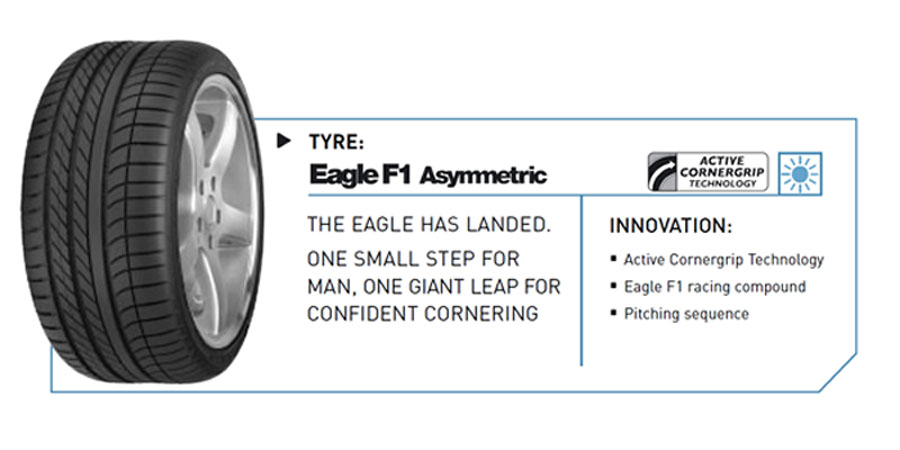 TYRE:
Eagle F1 Asymmetric
ACTIVE
CORNERGRIP
TECHNOLOGY
THE EAGLE HAS LANDED.
ONE SMALL STEP FOR
MAN, ONE GIANT LEAP FOR
CONFIDENT CORNERING
INNOVATION:
Active Cornergrip Technology
Eagle F1 racing compound
Pitching sequence